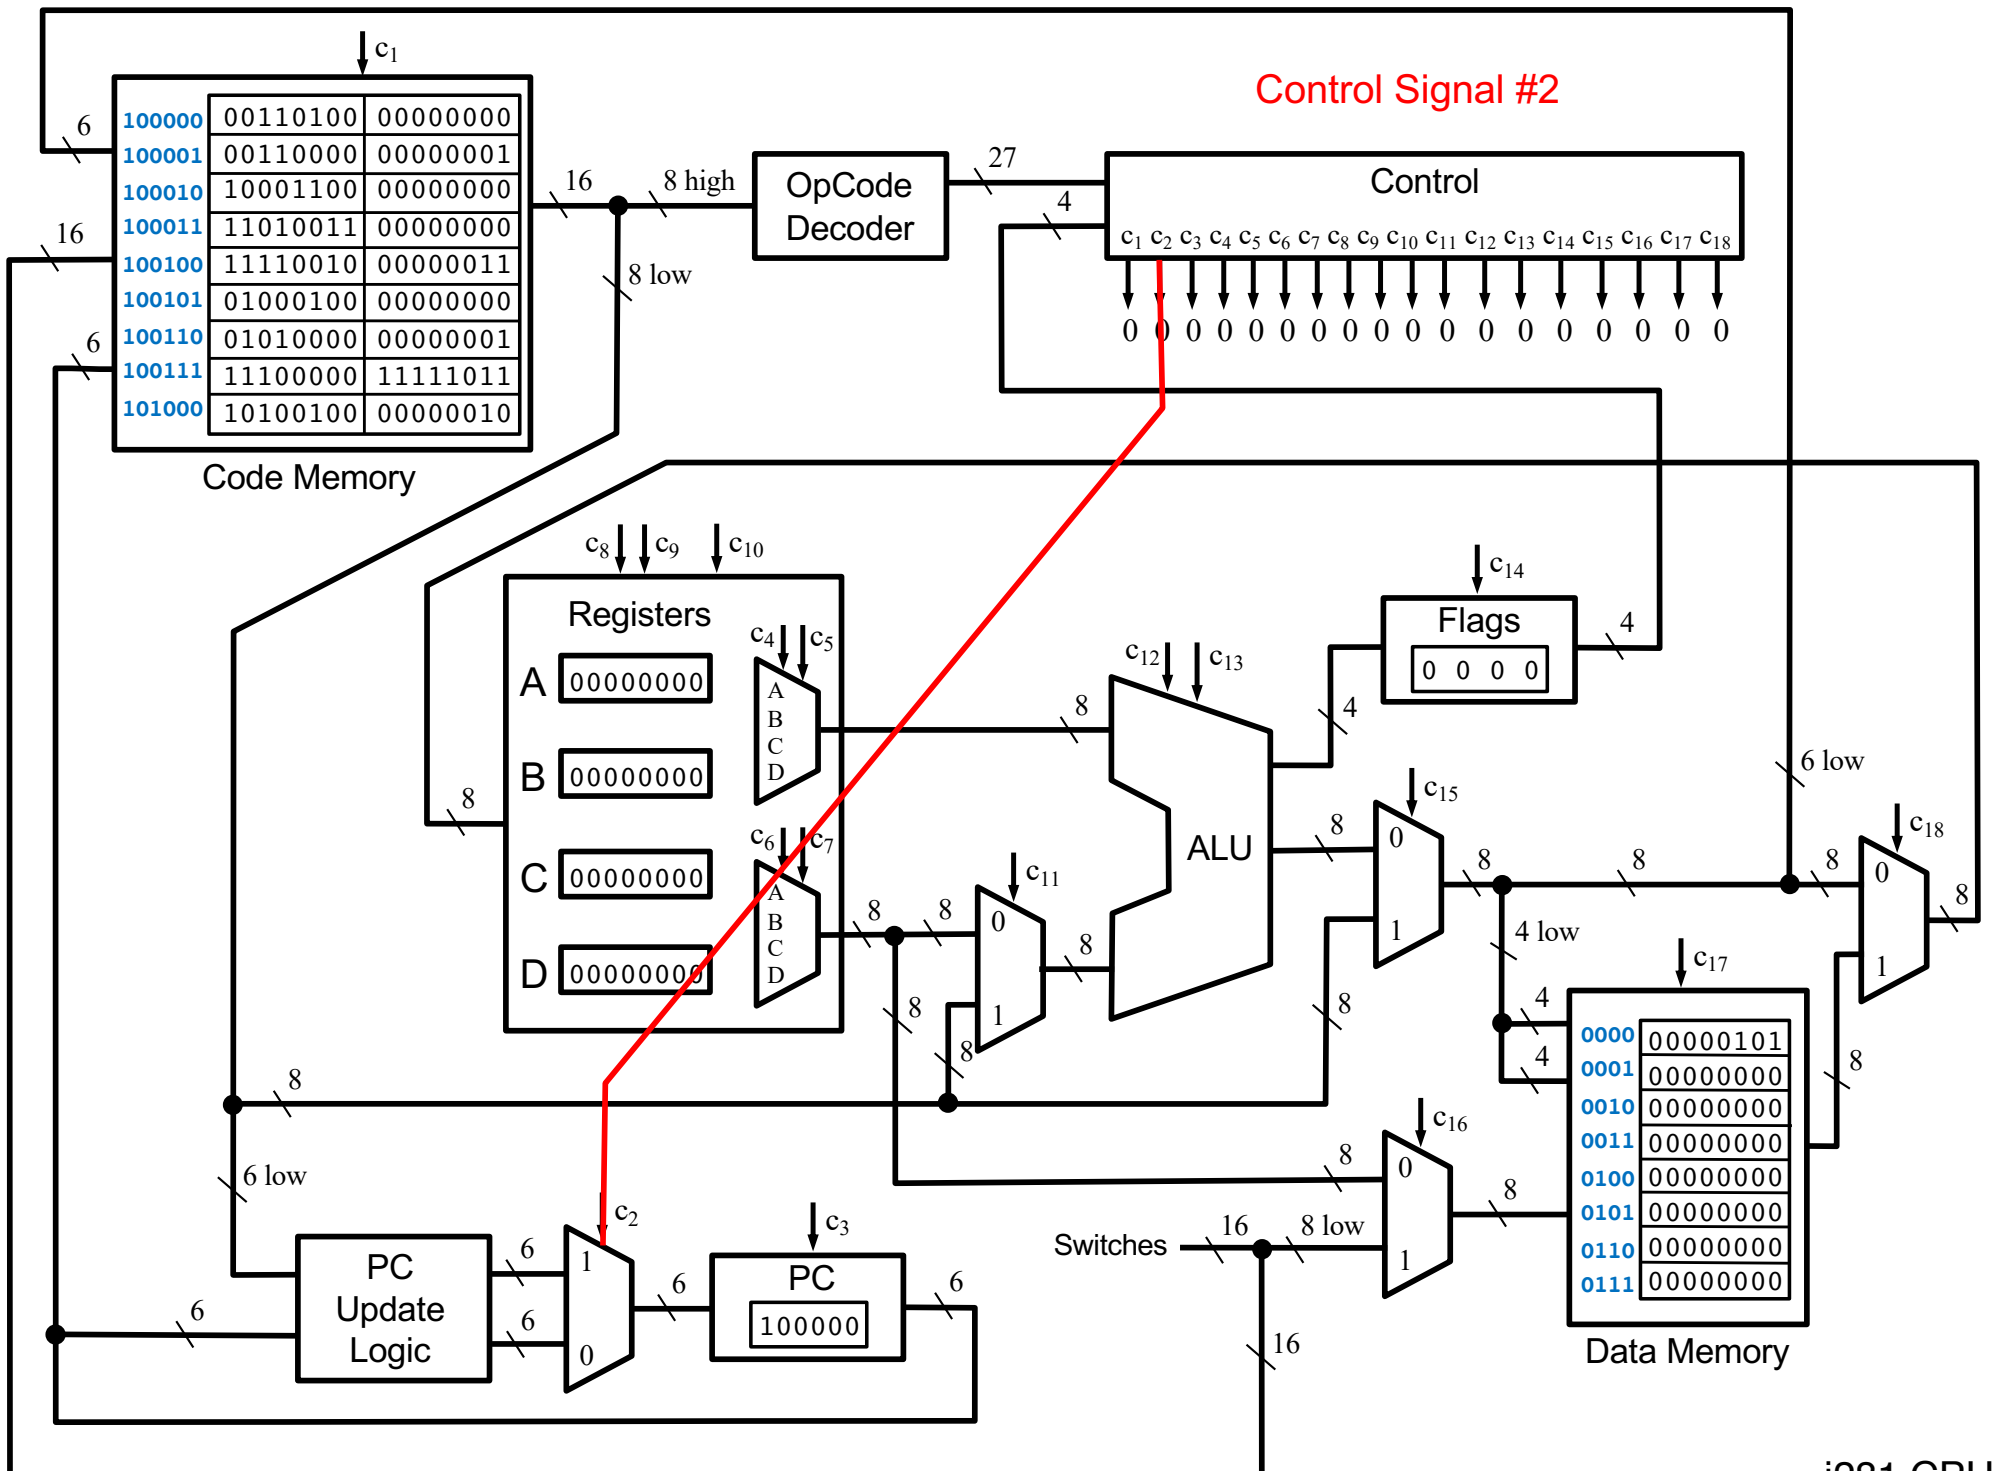 Control Signal #2
c1
100000 00110100 00000000
100001 00110000 00000001
100010 10001100 00000000
100011 11010011 00000000
100100 11110010 00000011
100101 01000100 00000000
100110 01010000 00000001
100111 11100000 11111011
101000 10100100 00000010
Code Memory
6
16
6
16
8 high
8 low
OpCode
Decoder
27
4
Control
c1 c2 c3 c4 c5 c6 c7 c8 c9 c10 c11 c12 c13 c14 c15 c16 c17 c18
0 0 0 0 0 0 0 0 0 0 0 0 0 0 0 0 0 0
c8 c9 c10
Registers
A 00000000
B 00000000
C 00000000
D 00000000
c4 c5
A
B
C
D
c6 c7
A
B
C
D
8
8
8
8
8
8
c11
0
1
8
8
c12 c13
ALU
4
8
c14
Flags
0 0 0 0
4
c15
0
1
8
8
8
6 low
8
c18
0
1
8
4 low
4
4
c17
0000 00000101
0001 00000000
0010 00000000
0011 00000000
0100 00000000
0101 00000000
0110 00000000
0111 00000000
Data Memory
8
8
6 low
PC
Update
Logic
6
6
6
c2
1
0
6
c3
PC
100000
6
Switches
16
8 low
16
8
c16
0
1
8